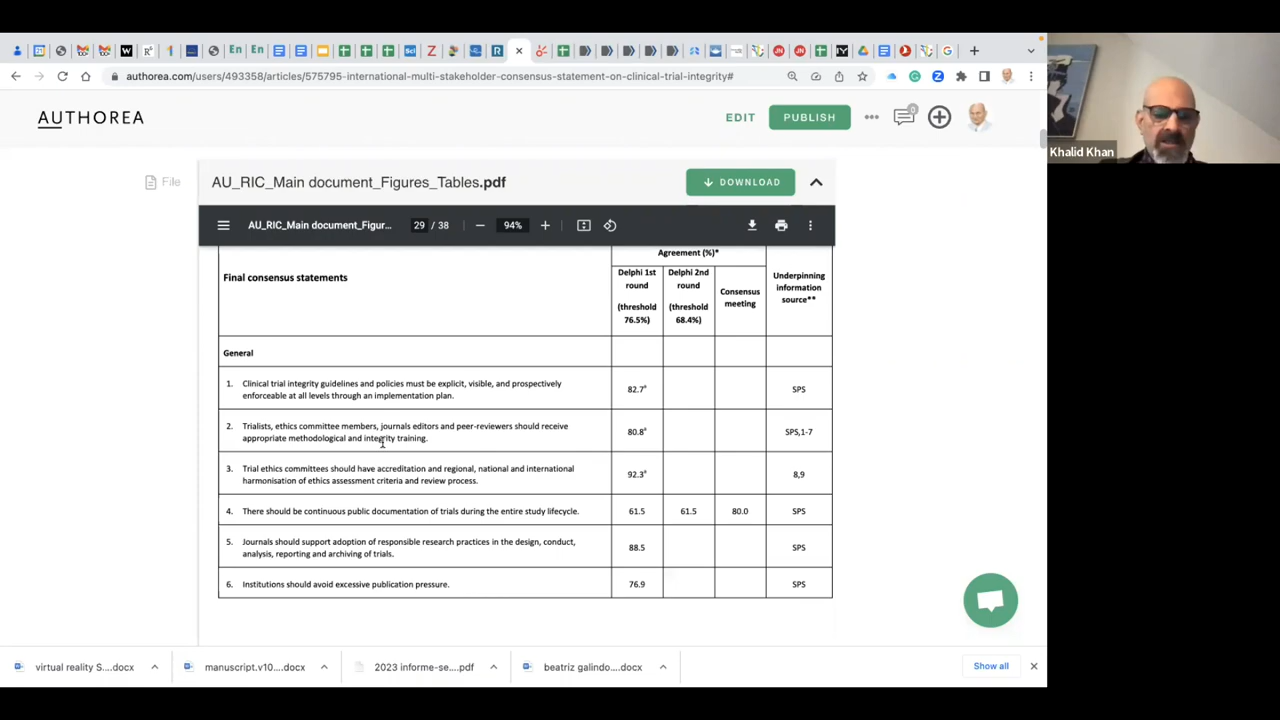 authorea.com/users/493358/articles/575795-international-multi-stakeholder-consensus-statement-on-clinical-trial-integrity#
AUTHOREA
EDIT
PUBLISH
0
File
AU_RIC_Main document_Figures_Tables.pdf
DOWNLOAD
AU_RIC_Main document_Figur...
29 / 38
94%
Final consensus statements
Agreement (%)*
Delphi 1st round (threshold 76.5%)
Delphi 2nd round (threshold 68.4%)
Consensus meeting
Underpinning information source**
General
1. Clinical trial integrity guidelines and policies must be explicit, visible, and prospectively
enforceable at all levels through an implementation plan.
82.7ª
SPS
2. Trialists, ethics committee members, journals editors and peer-reviewers should receive
appropriate methodological and integrity training.
80.8ª
SPS,1-7
3. Trial ethics committees should have accreditation and regional, national and international
harmonisation of ethics assessment criteria and review process.
92.3ª
8,9
4. There should be continuous public documentation of trials during the entire study lifecycle.
61.5
61.5
80.0
SPS
5. Journals should support adoption of responsible research practices in the design, conduct,
analysis, reporting and archiving of trials.
88.5
SPS
6. Institutions should avoid excessive publication pressure.
76.9
SPS
virtual reality S....docx
manuscript.v10....docx
2023 informe-se....pdf
beatriz galindo....docx
Show all
Khalid Khan